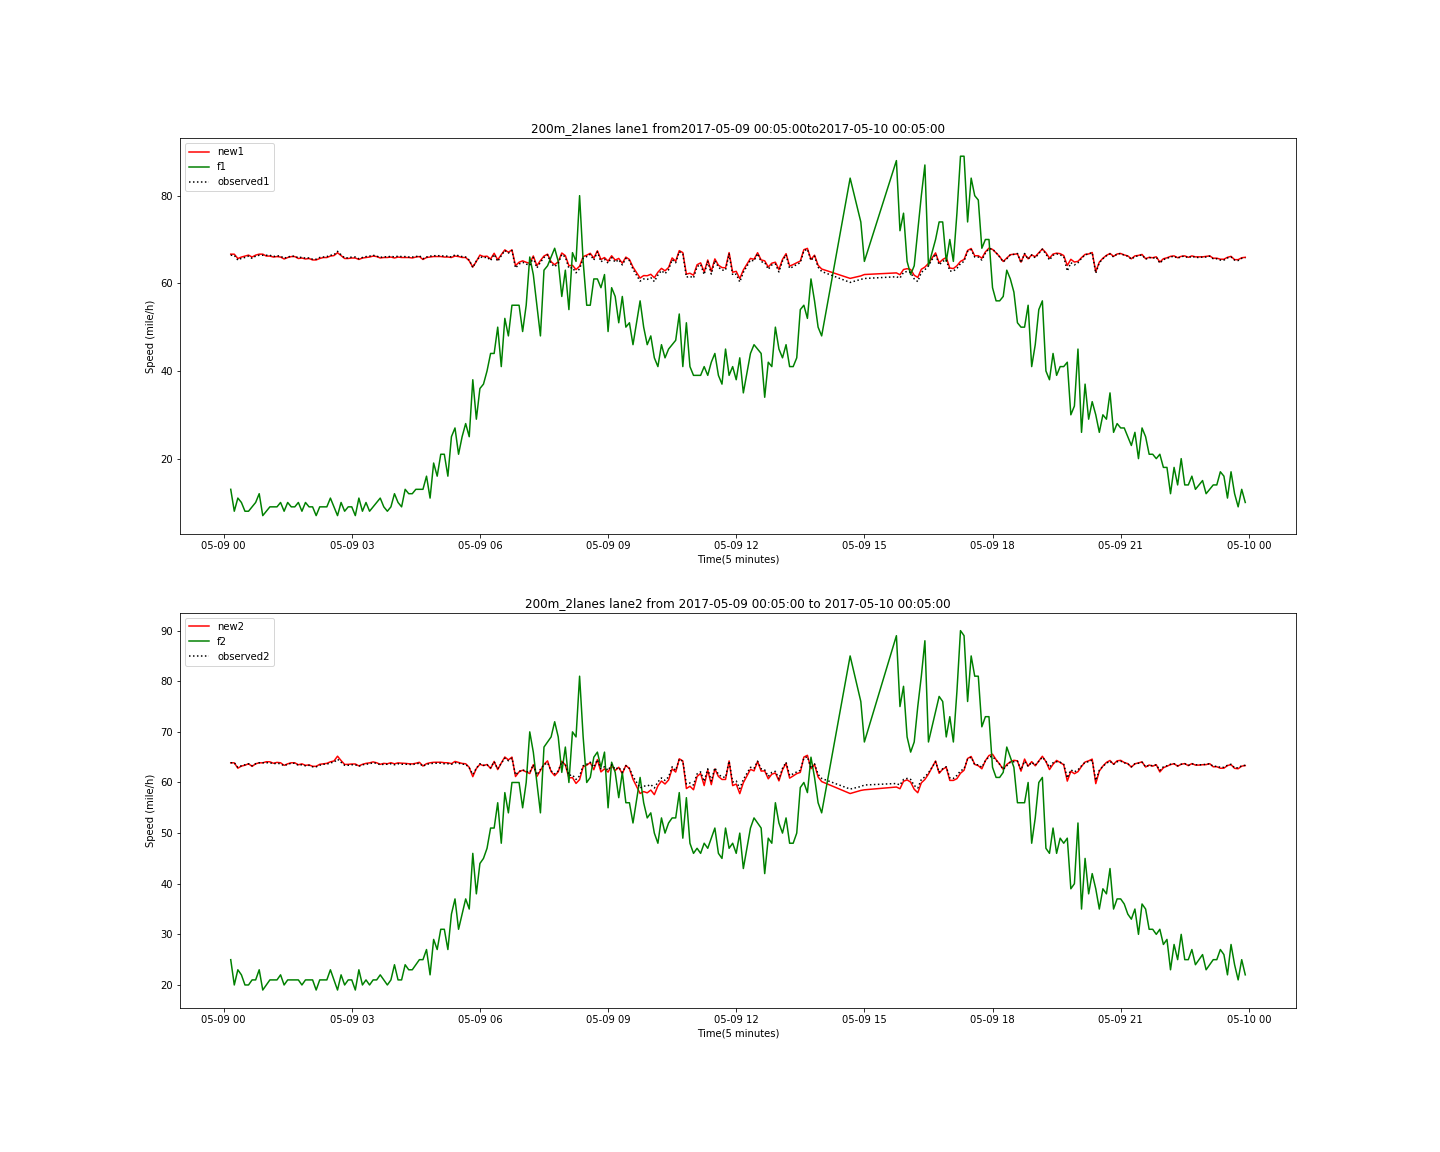 200m_2lanes lane1 from2017-05-09 00:05:00to2017-05-10 00:05:00
new1
f1
observed1
80
60
40
20
Speed (mile/h)
05-09 00 05-09 03 05-09 06 05-09 09 05-09 12 05-09 15 05-09 18 05-09 21 05-10 00
Time(5 minutes)
200m_2lanes lane2 from 2017-05-09 00:05:00 to 2017-05-10 00:05:00
new2
f2
observed2
90
80
70
60
50
40
30
20
Speed (mile/h)
05-09 00 05-09 03 05-09 06 05-09 09 05-09 12 05-09 15 05-09 18 05-09 21 05-10 00
Time(5 minutes)